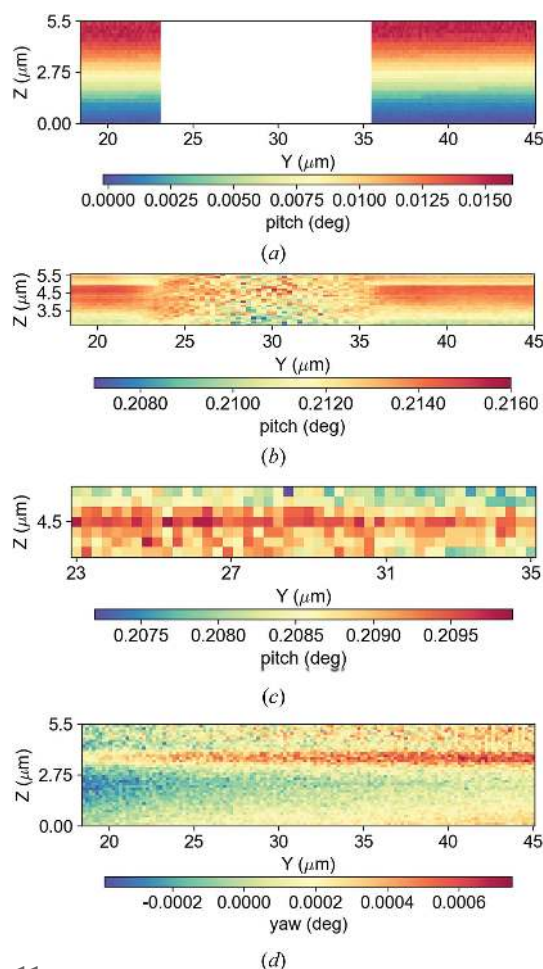 5.5
2.75
0.00
Z (μm)
20 25 30 35 40 45
Y (μm)
0.0000 0.0025 0.0050 0.0075 0.0100 0.0125 0.0150
pitch (deg)
(a)
5.5
4.5
3.5
Z (μm)
20 25 30 35 40 45
Y (μm)
0.2080 0.2100 0.2120 0.2140 0.2160
pitch (deg)
(b)
4.5
Z (μm)
23 27 31 35
Y (μm)
0.2075 0.2080 0.2085 0.2090 0.2095
pitch (deg)
(c)
5.5
2.75
0.00
Z (μm)
20 25 30 35 40 45
Y (μm)
-0.0002 0.0000 0.0002 0.0004 0.0006
yaw (deg)
(d)